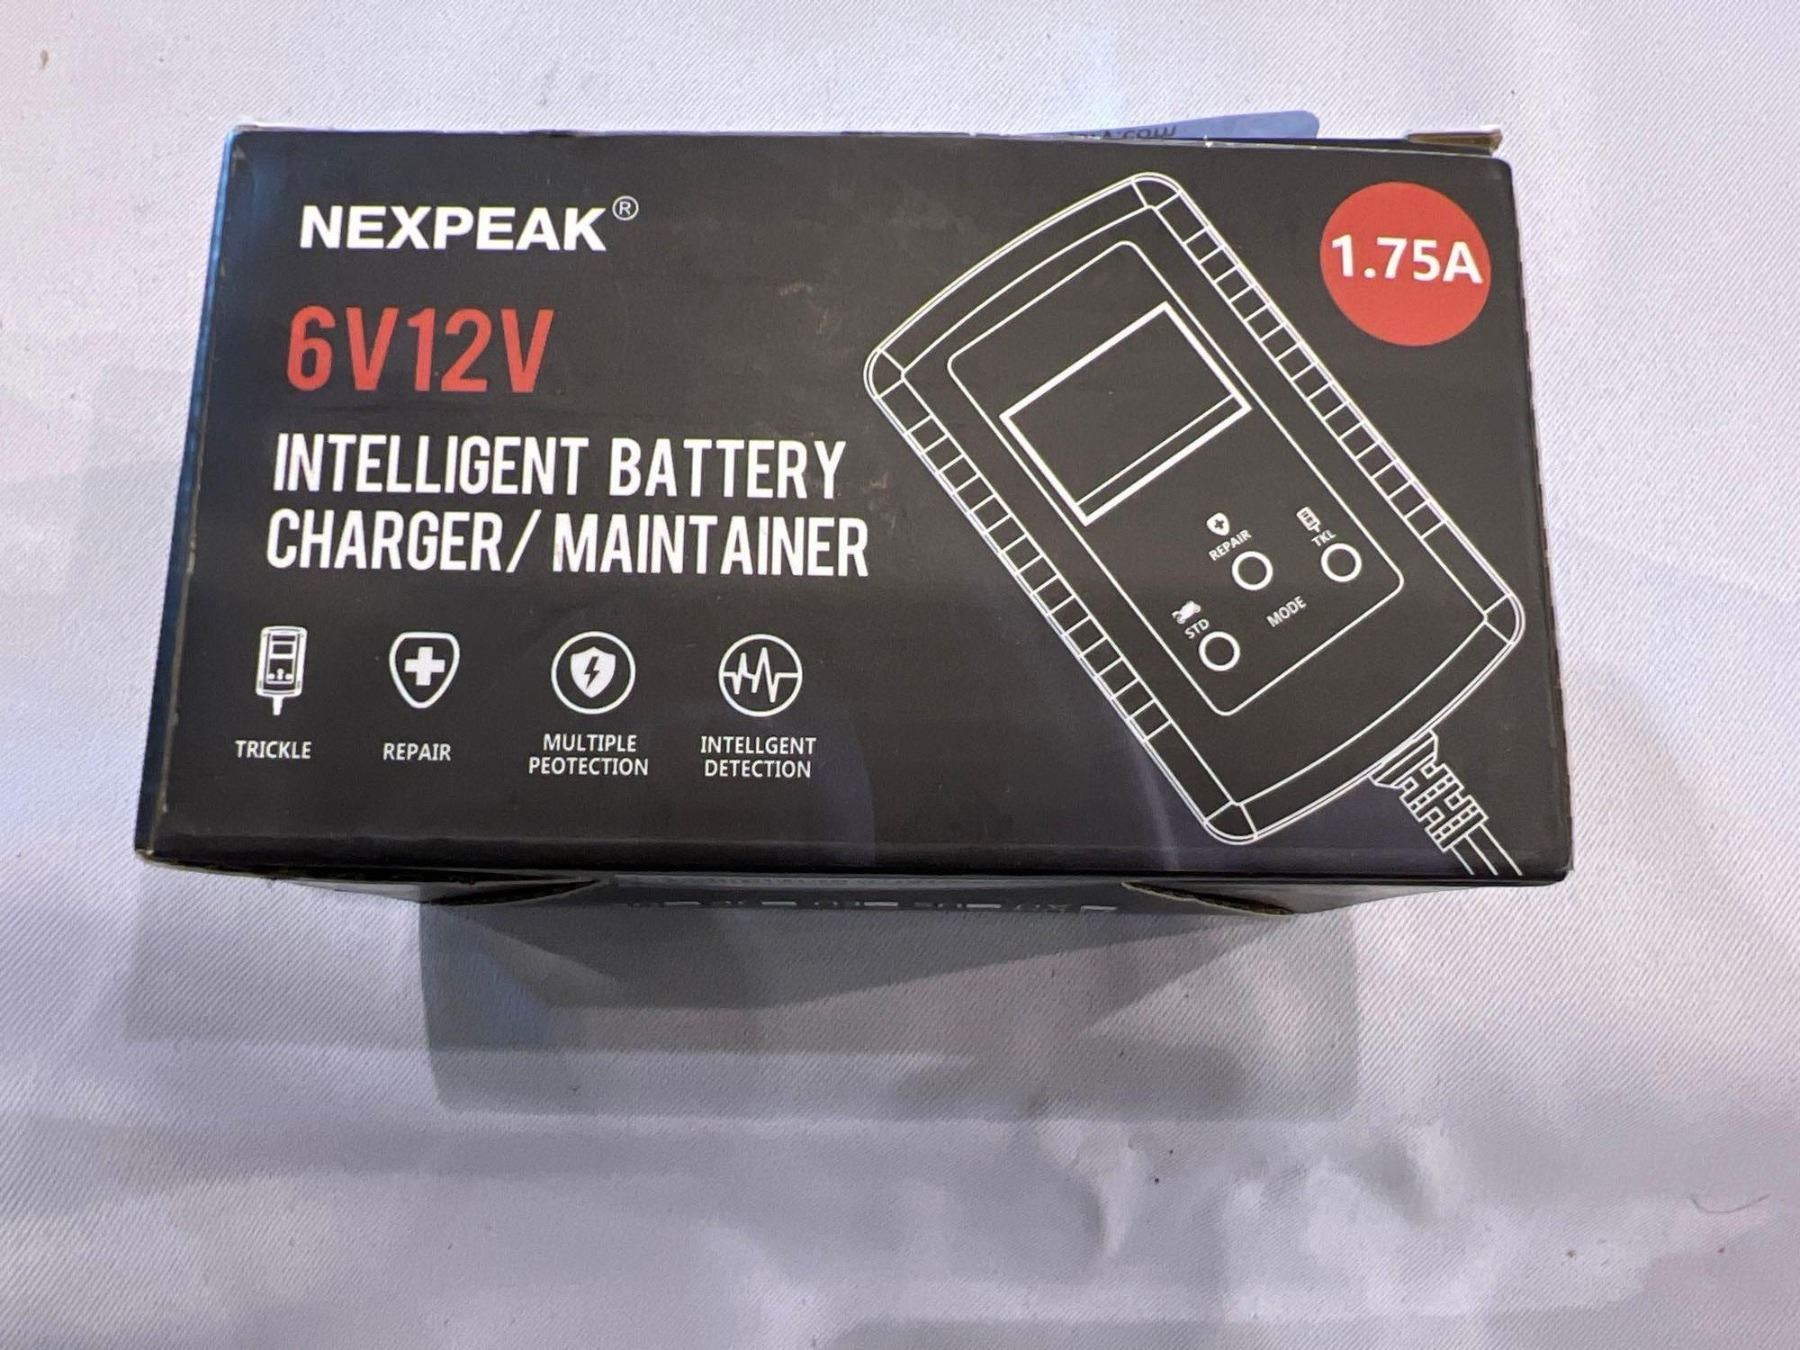 NEXPEAK®
1.75A
6V12V
INTELLIGENT BATTERY
CHARGER/ MAINTAINER
REPAIR
TKL
STD
MODE
TRICKLE
REPAIR
MULTIPLE
PEOTECTION
INTELLGENT
DETECTION